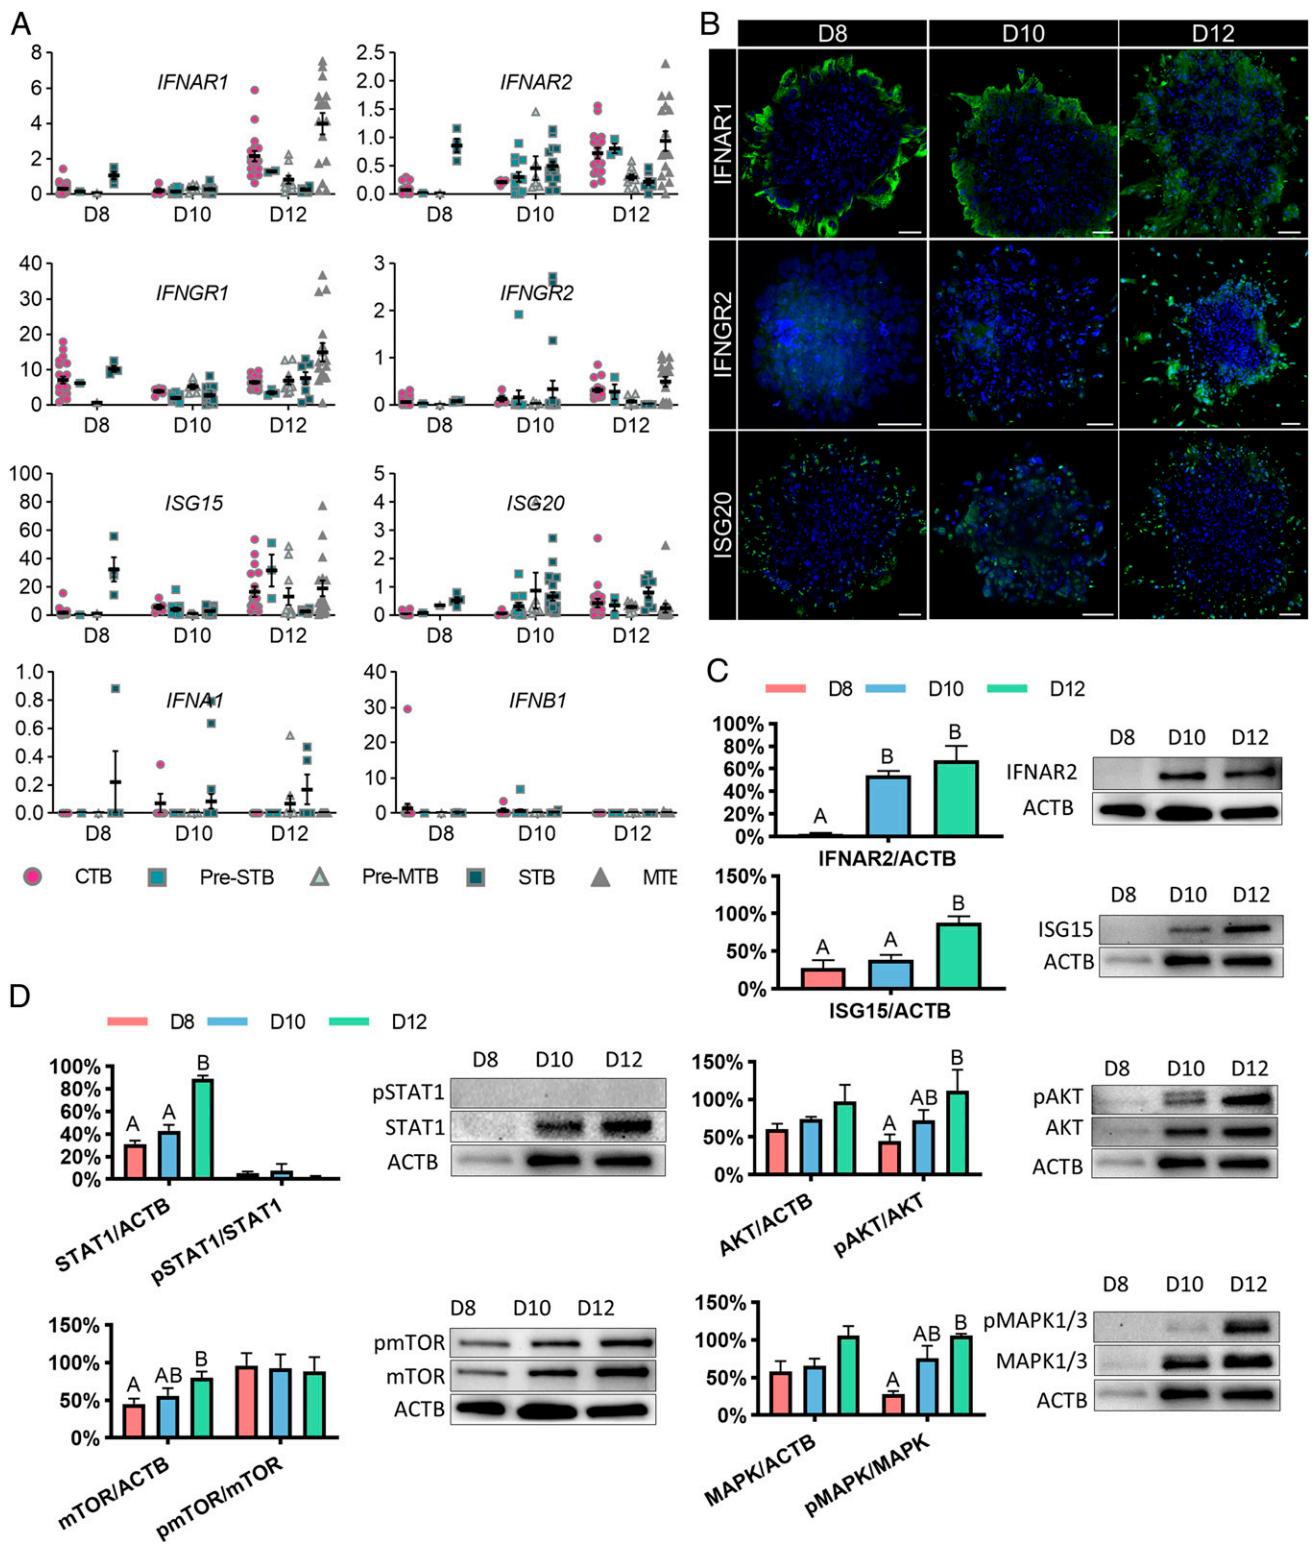 A
8
6
4
2
0
IFNAR1
D8 D10 D12
2.5
2.0
1.5
1.0
0.5
0.0
IFNAR2
D8 D10 D12
40
30
20
10
0
IFNGR1
D8 D10 D12
3
2
1
0
IFNGR2
D8 D10 D12
100
80
60
40
20
0
ISG15
D8 D10 D12
5
4
3
2
1
0
ISG20
D8 D10 D12
1.0
0.8
0.6
0.4
0.2
0.0
IFNA1
D8 D10 D12
40
30
20
10
0
IFNB1
D8 D10 D12
CTB Pre-STB Pre-MTB STB MTE
B
D8 D10 D12
IFNAR1
IFNGR2
ISG20
C
D8 D10 D12
100%
80%
60%
40%
20%
0%
A B B
IFNAR2/ACTB
D8 D10 D12
IFNAR2
ACTB
150%
100%
50%
0%
A A B
ISG15/ACTB
D8 D10 D12
ISG15
ACTB
D
D8 D10 D12
100%
80%
60%
40%
20%
0%
A A B
STAT1/ACTB
pSTAT1/STAT1
D8 D10 D12
pSTAT1
STAT1
ACTB
150%
100%
50%
0%
A AB B
AKT/ACTB
pAKT/AKT
D8 D10 D12
pAKT
AKT
ACTB
150%
100%
50%
0%
A AB B
mTOR/ACTB
pmTOR/mTOR
D8 D10 D12
pmTOR
mTOR
ACTB
150%
100%
50%
0%
A AB B
MAPK/ACTB
pMAPK/MAPK
D8 D10 D12
pMAPK1/3
MAPK1/3
ACTB